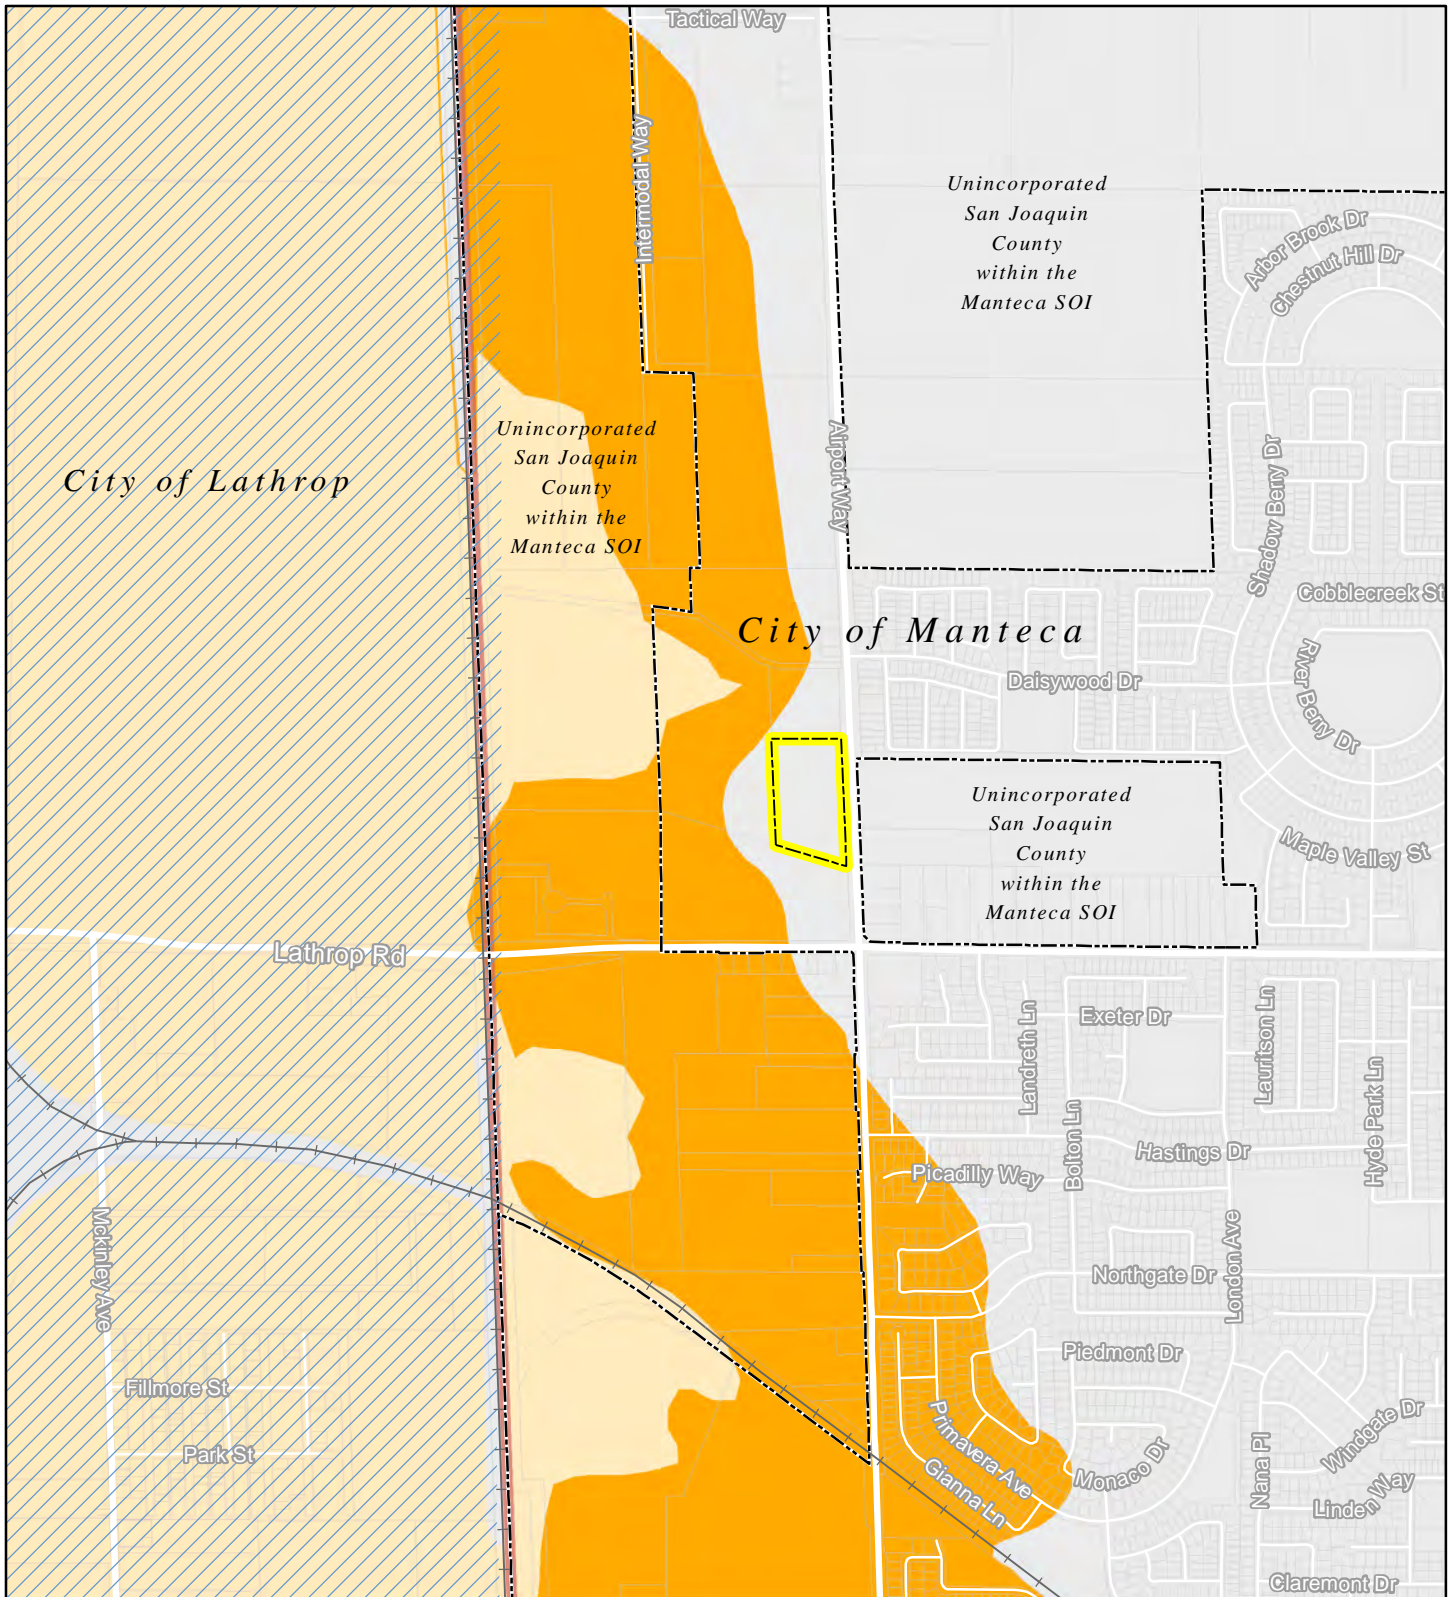 Tactical Way
Intermodal Way
Unincorporated
San Joaquin
County
within the
Manteca SOI
Arbor Brook Dr
Chestnut Hill Dr
Unincorporated
San Joaquin
County
within the
Manteca SOI
City of Lathrop
Airport Way
Shadow Berry Dr
Cobblecreek St
City of Manteca
Daisywood Dr
River Berry Dr
Unincorporated
San Joaquin
County
within the
Manteca SOI
Maple Valley St
Lathrop Rd
Landreth Ln
Exeter Dr
Lauritson Ln
Hyde Park Ln
Bolton Ln
Hastings Dr
Picadilly Way
Mckinley Ave
London Ave
Northgate Dr
Piedmont Dr
Fillmore St
Park St
Primavera Ave
Gianna Ln
Monaco Dr
Nana Pl
Windgate Dr
Linden Way
Claremont Dr